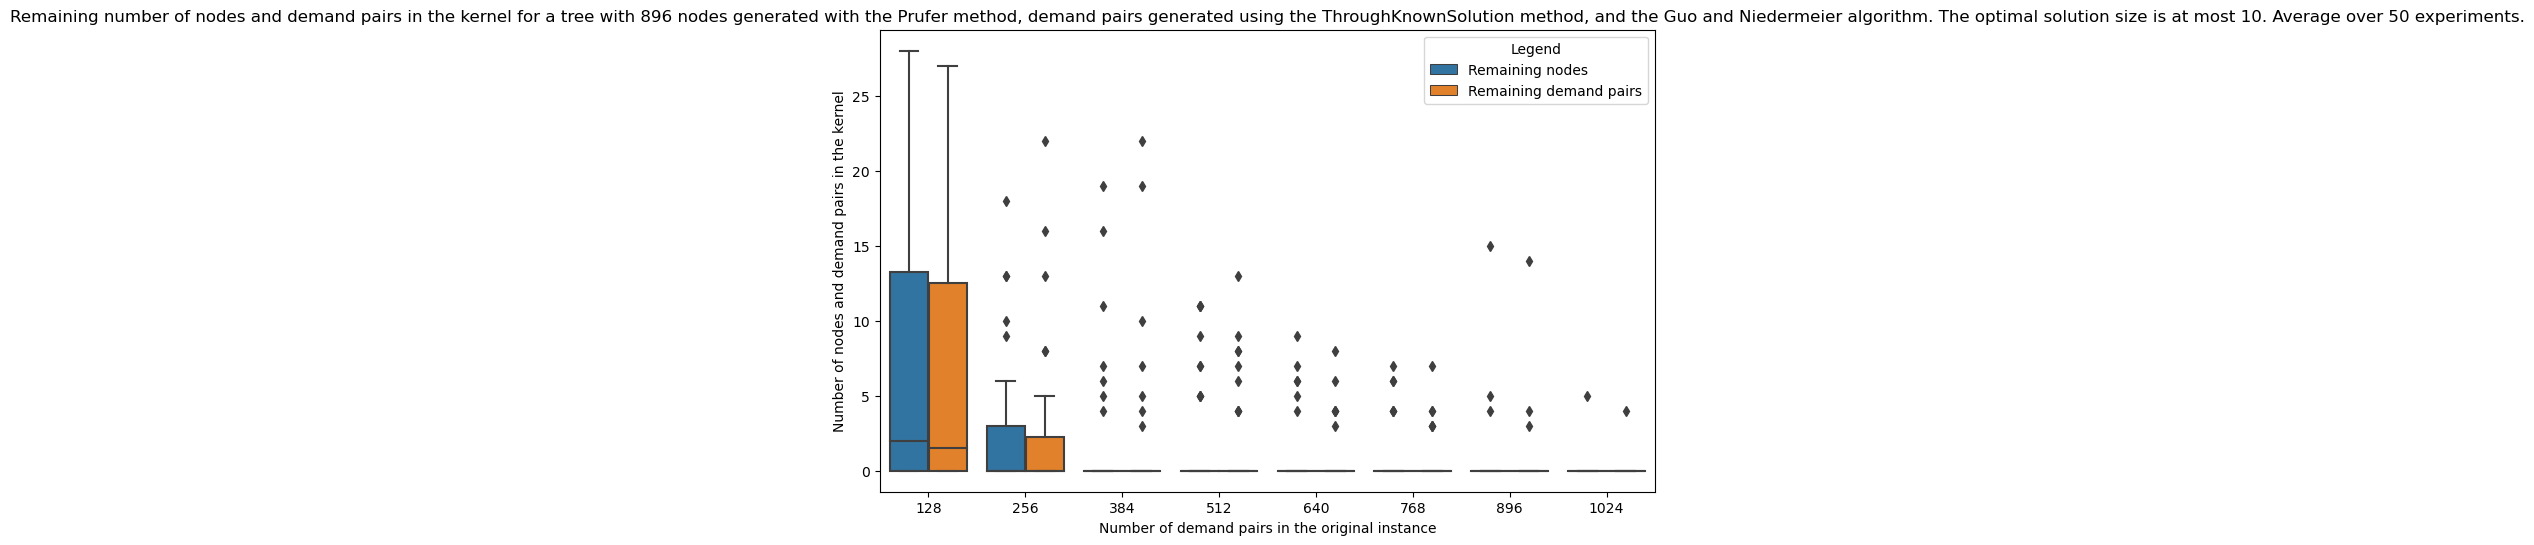 Remaining number of nodes and demand pairs in the kernel for a tree with 896 nodes generated with the Prufer method, demand pairs generated using the ThroughKnownSolution method, and the Guo and Niedermeier algorithm. The optimal solution size is at most 10. Average over 50 experiments.
Legend
Remaining nodes
Remaining demand pairs
Number of nodes and demand pairs in the kernel
25
20
15
10
5
0
128 256 384 512 640 768 896 1024
Number of demand pairs in the original instance